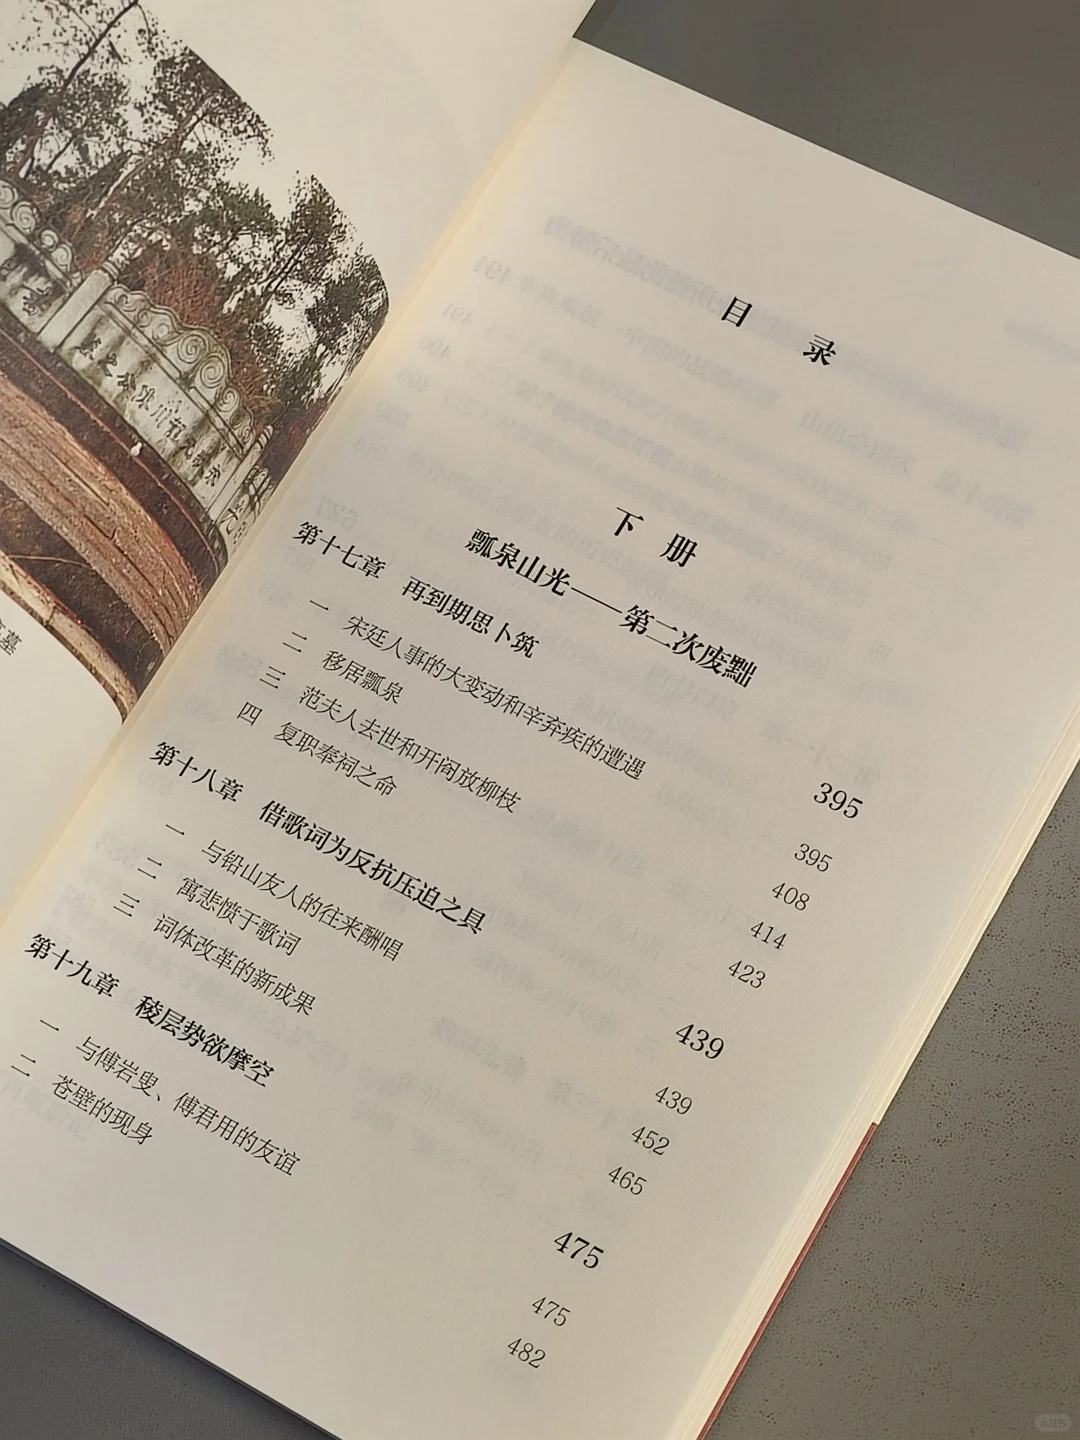 目 录
下 册
瓢泉山光——第二次废黜
第十七章 再到期思卜筑 395
一 宋廷人事的大变动和辛弃疾的遭遇 395
二 移居瓢泉 408
三 范夫人去世和开阁放柳枝 414
四 复职奉祠之命 423
第十八章 借歌词为反抗压迫之具 439
一 与铅山友人的往来酬唱 439
二 寓悲愤于歌词 452
三 词体改革的新成果 465
第十九章 稜层势欲摩空 475
一 与傅岩叟、傅君用的友谊 475
二 苍壁的现身 482
墓
小红书